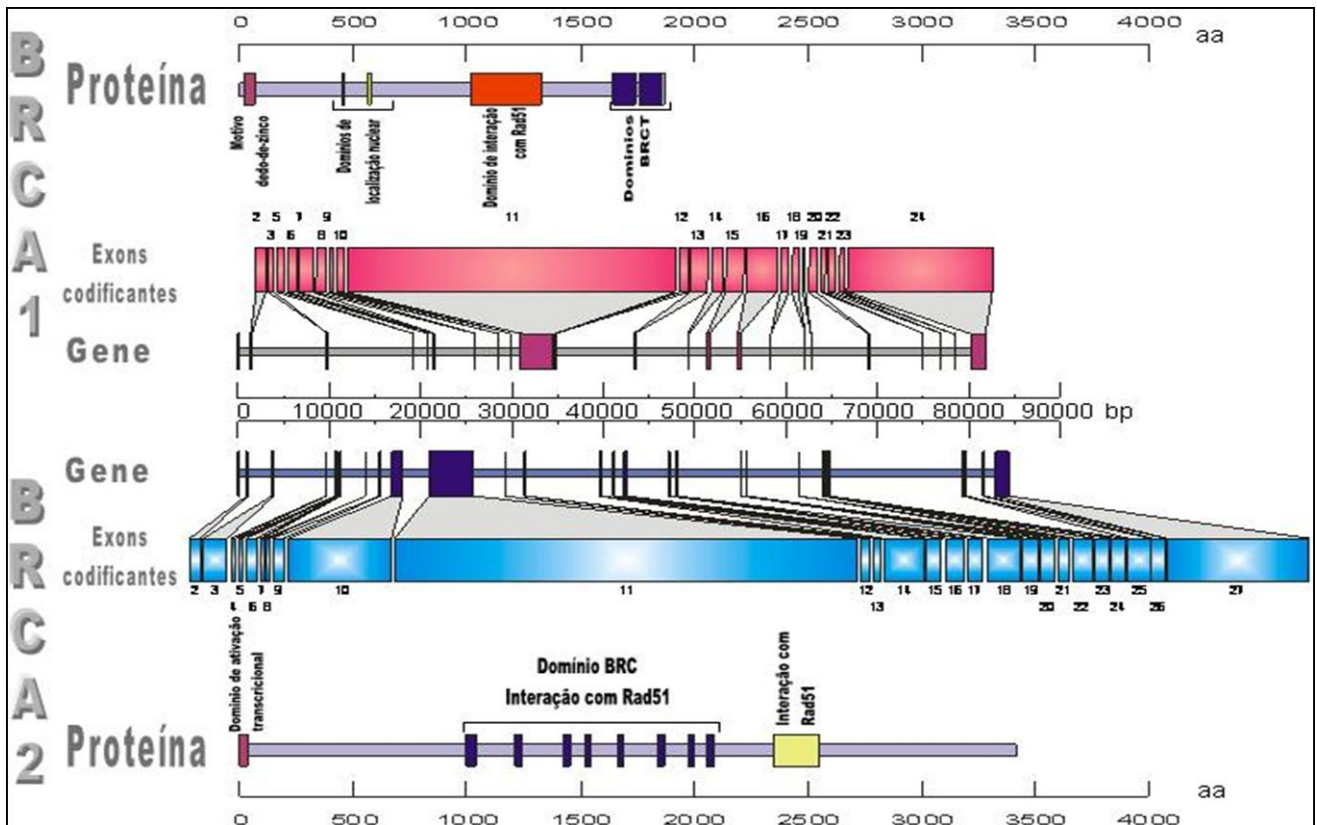 0 500 1000 1500 2000 2500 3000 3500 4000 aa
BRCA1
Proteína
Motivo dedo-de-zinco
Domínios de localização nuclear
Domínio de interação com Rad51
Dominios BRCT
2 5 7 9 11 12 14 16 18 20 22 24
3 6 8 10 13 15 17 19 21 23
Exons
codificantes
Gene
0 10000 20000 30000 40000 50000 60000 70000 80000 90000 bp
BRCA2
Gene
Exons
codificantes
2 3 5 7 9 10 11 12 14 15 16 17 18 19 21 23 25 27
4 6 8 13 20 22 24 26
Domínio de ativação transcricional
Domínio BRC
Interação com Rad51
Interação com Rad51
Proteína
0 500 1000 1500 2000 2500 3000 3500 4000 aa